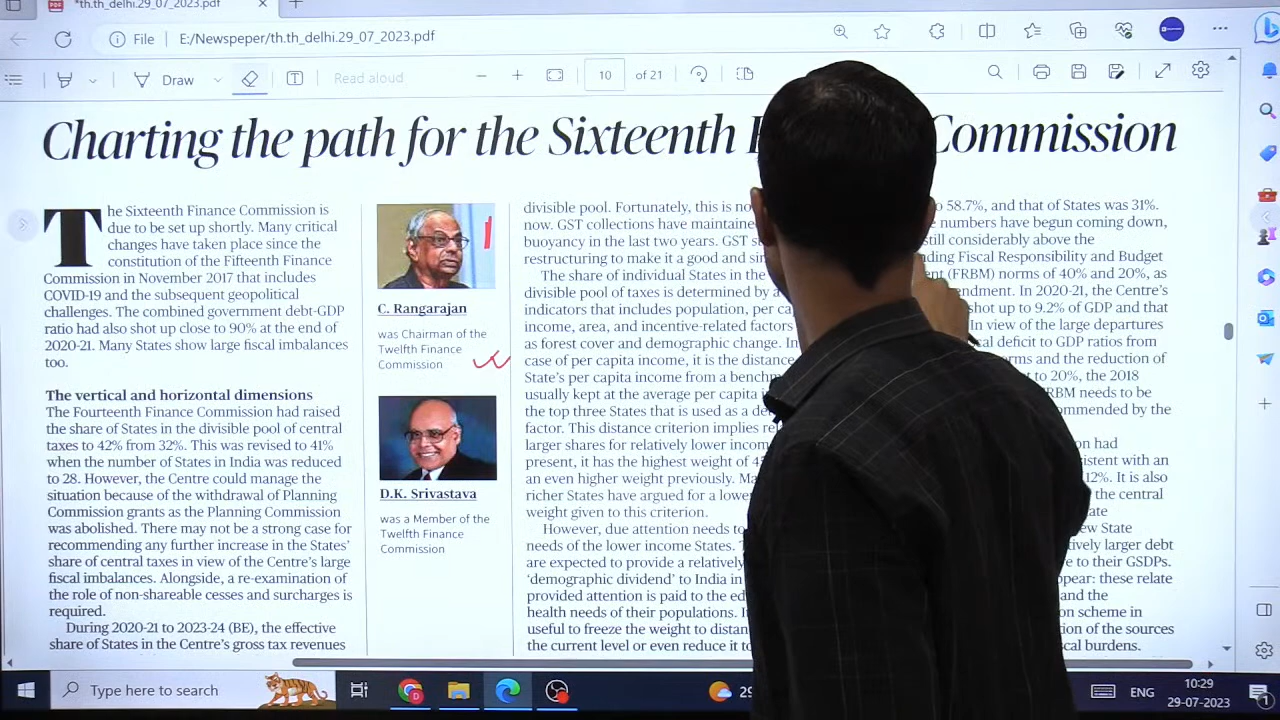 *th.th_delhi.29_07_2023.pdf
File E:/Newspeper/th.th_delhi.29_07_2023.pdf
Draw
Read aloud
10 of 21
Charting the path for the Sixteenth Commission
The Sixteenth Finance Commission is
due to be set up shortly. Many critical
changes have taken place since the
constitution of the Fifteenth Finance
Commission in November 2017 that includes
COVID-19 and the subsequent geopolitical
challenges. The combined government debt-GDP
ratio had also shot up close to 90% at the end of
2020-21. Many States show large fiscal imbalances
too.
The vertical and horizontal dimensions
The Fourteenth Finance Commission had raised
the share of States in the divisible pool of central
taxes to 42% from 32%. This was revised to 41%
when the number of States in India was reduced
to 28. However, the Centre could manage the
situation because of the withdrawal of Planning
Commission grants as the Planning Commission
was abolished. There may not be a strong case for
recommending any further increase in the States'
share of central taxes in view of the Centre's large
fiscal imbalances. Alongside, a re-examination of
the role of non-shareable cesses and surcharges is
required.
During 2020-21 to 2023-24 (BE), the effective
share of States in the Centre's gross tax revenues
C. Rangarajan
was Chairman of the
Twelfth Finance
Commission
D.K. Srivastava
was a Member of the
Twelfth Finance
Commission
divisible pool. Fortunately, this is
now. GST collections have
buoyancy in the last two years. GST
restructuring to make it a good and
The share of individual States in the
divisible pool of taxes is determined by
indicators that includes population, per
income, area, and incentive-related factors
as forest cover and demographic change. In
case of per capita income, it is the distance
State's per capita income from a
usually kept at the average per capita
the top three States that is used as a
factor. This distance criterion implies
larger shares for relatively lower
present, it has the highest weight of
an even higher weight previously.
richer States have argued for a lower
weight given to this criterion.
However, due attention needs to
needs of the lower income States.
are expected to provide a relatively
'demographic dividend' to India in
provided attention is paid to the
health needs of their populations.
useful to freeze the weight to
the current level or even reduce it to
58.7%, and that of States was 31%.
numbers have begun coming down,
still considerably above the
Fiscal Responsibility and Budget
(FRBM) norms of 40% and 20%, as
In 2020-21, the Centre's
shot up to 9.2% of GDP and that
In view of the large departures
deficit to GDP ratios from
and the reduction of
to 20%, the 2018
FRBM needs to be
by the
had
with an
12%. It is also
the central
State
larger debt
to their GSDPs.
these relate
and the
scheme in
of the sources
burdens.
Type here to search
ENG
10:29
29-07-2023
1